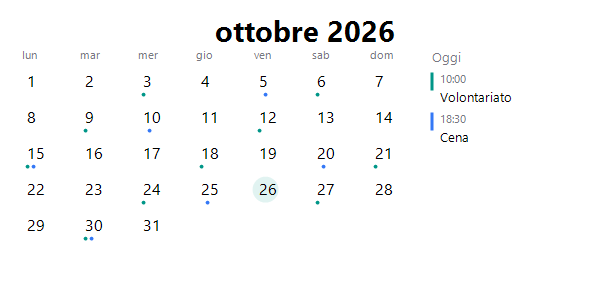 ottobre 2026
lun mar mer gio ven sab dom
1 2 3 4 5 6 7
8 9 10 11 12 13 14
15 16 17 18 19 20 21
22 23 24 25 26 27 28
29 30 31
Oggi
10:00
Volontariato
18:30
Cena